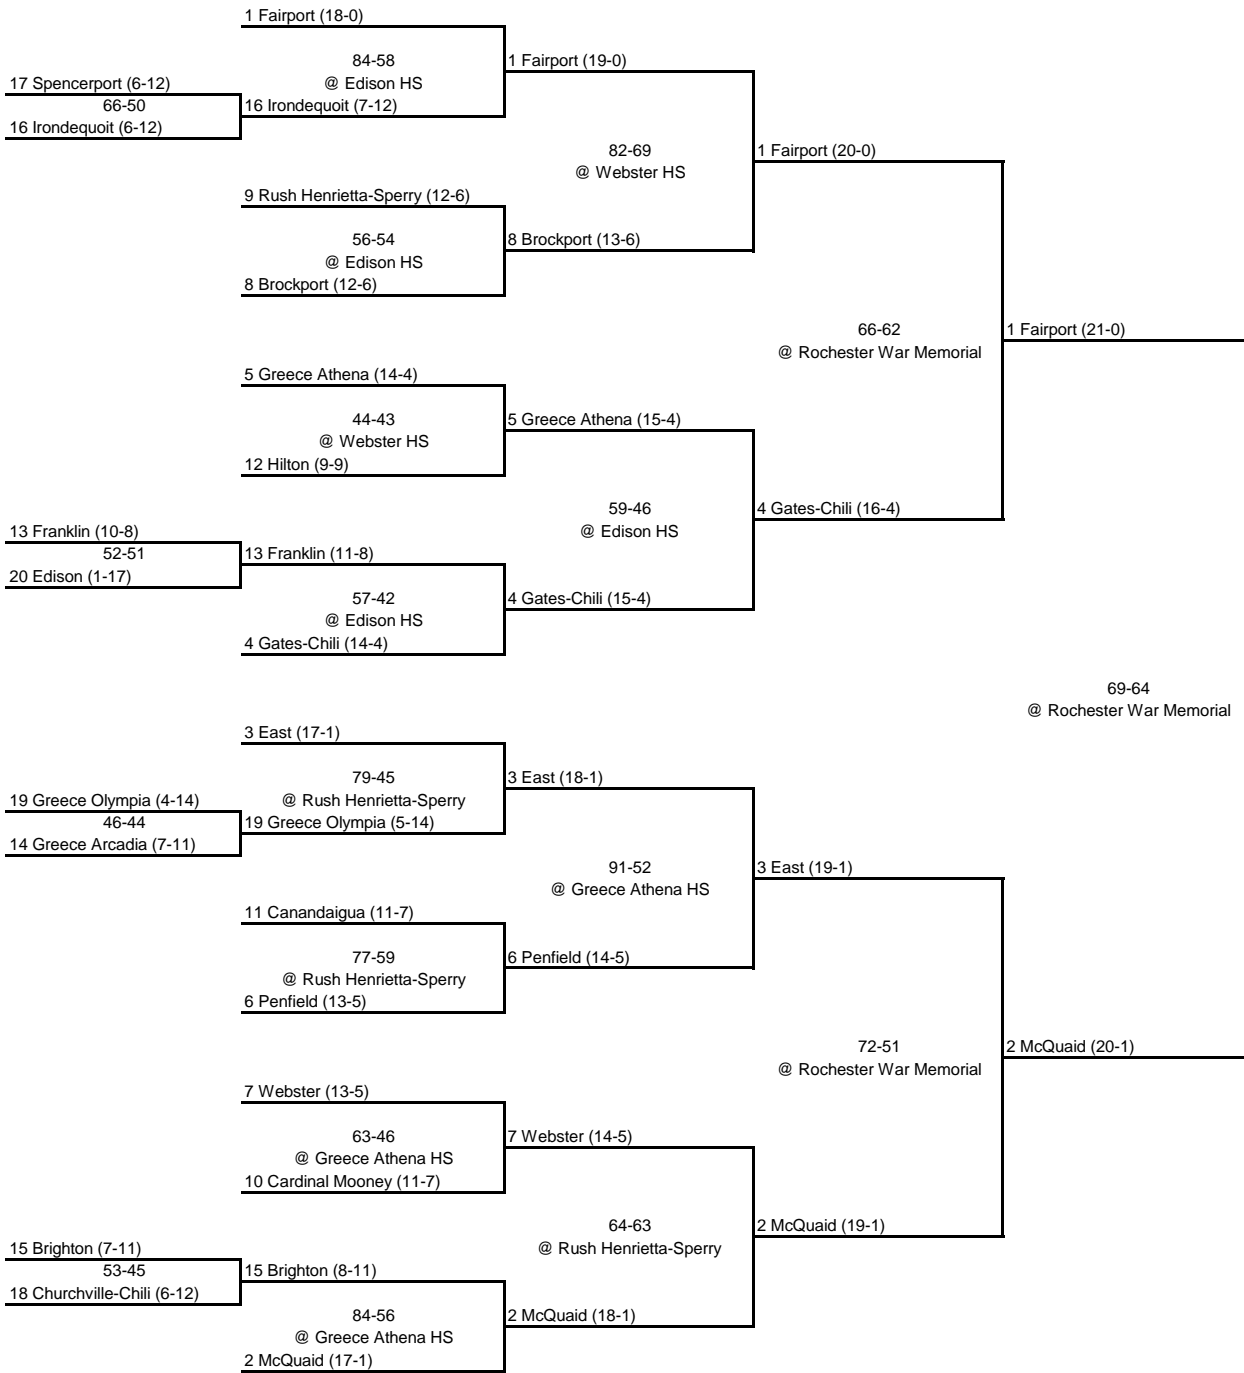 1 Fairport (18-0)
84-58
@ Edison HS
1 Fairport (19-0)
17 Spencerport (6-12)
66-50
16 Irondequoit (7-12)
16 Irondequoit (6-12)
82-69
@ Webster HS
1 Fairport (20-0)
9 Rush Henrietta-Sperry (12-6)
56-54
@ Edison HS
8 Brockport (13-6)
8 Brockport (12-6)
66-62
@ Rochester War Memorial
1 Fairport (21-0)
5 Greece Athena (14-4)
44-43
@ Webster HS
5 Greece Athena (15-4)
12 Hilton (9-9)
59-46
@ Edison HS
4 Gates-Chili (16-4)
13 Franklin (10-8)
52-51
13 Franklin (11-8)
20 Edison (1-17)
57-42
@ Edison HS
4 Gates-Chili (15-4)
4 Gates-Chili (14-4)
69-64
@ Rochester War Memorial
3 East (17-1)
79-45
@ Rush Henrietta-Sperry
3 East (18-1)
19 Greece Olympia (4-14)
46-44
19 Greece Olympia (5-14)
14 Greece Arcadia (7-11)
91-52
@ Greece Athena HS
3 East (19-1)
11 Canandaigua (11-7)
77-59
@ Rush Henrietta-Sperry
6 Penfield (14-5)
6 Penfield (13-5)
72-51
@ Rochester War Memorial
2 McQuaid (20-1)
7 Webster (13-5)
63-46
@ Greece Athena HS
7 Webster (14-5)
10 Cardinal Mooney (11-7)
64-63
@ Rush Henrietta-Sperry
2 McQuaid (19-1)
15 Brighton (7-11)
53-45
15 Brighton (8-11)
18 Churchville-Chili (6-12)
84-56
@ Greece Athena HS
2 McQuaid (18-1)
2 McQuaid (17-1)